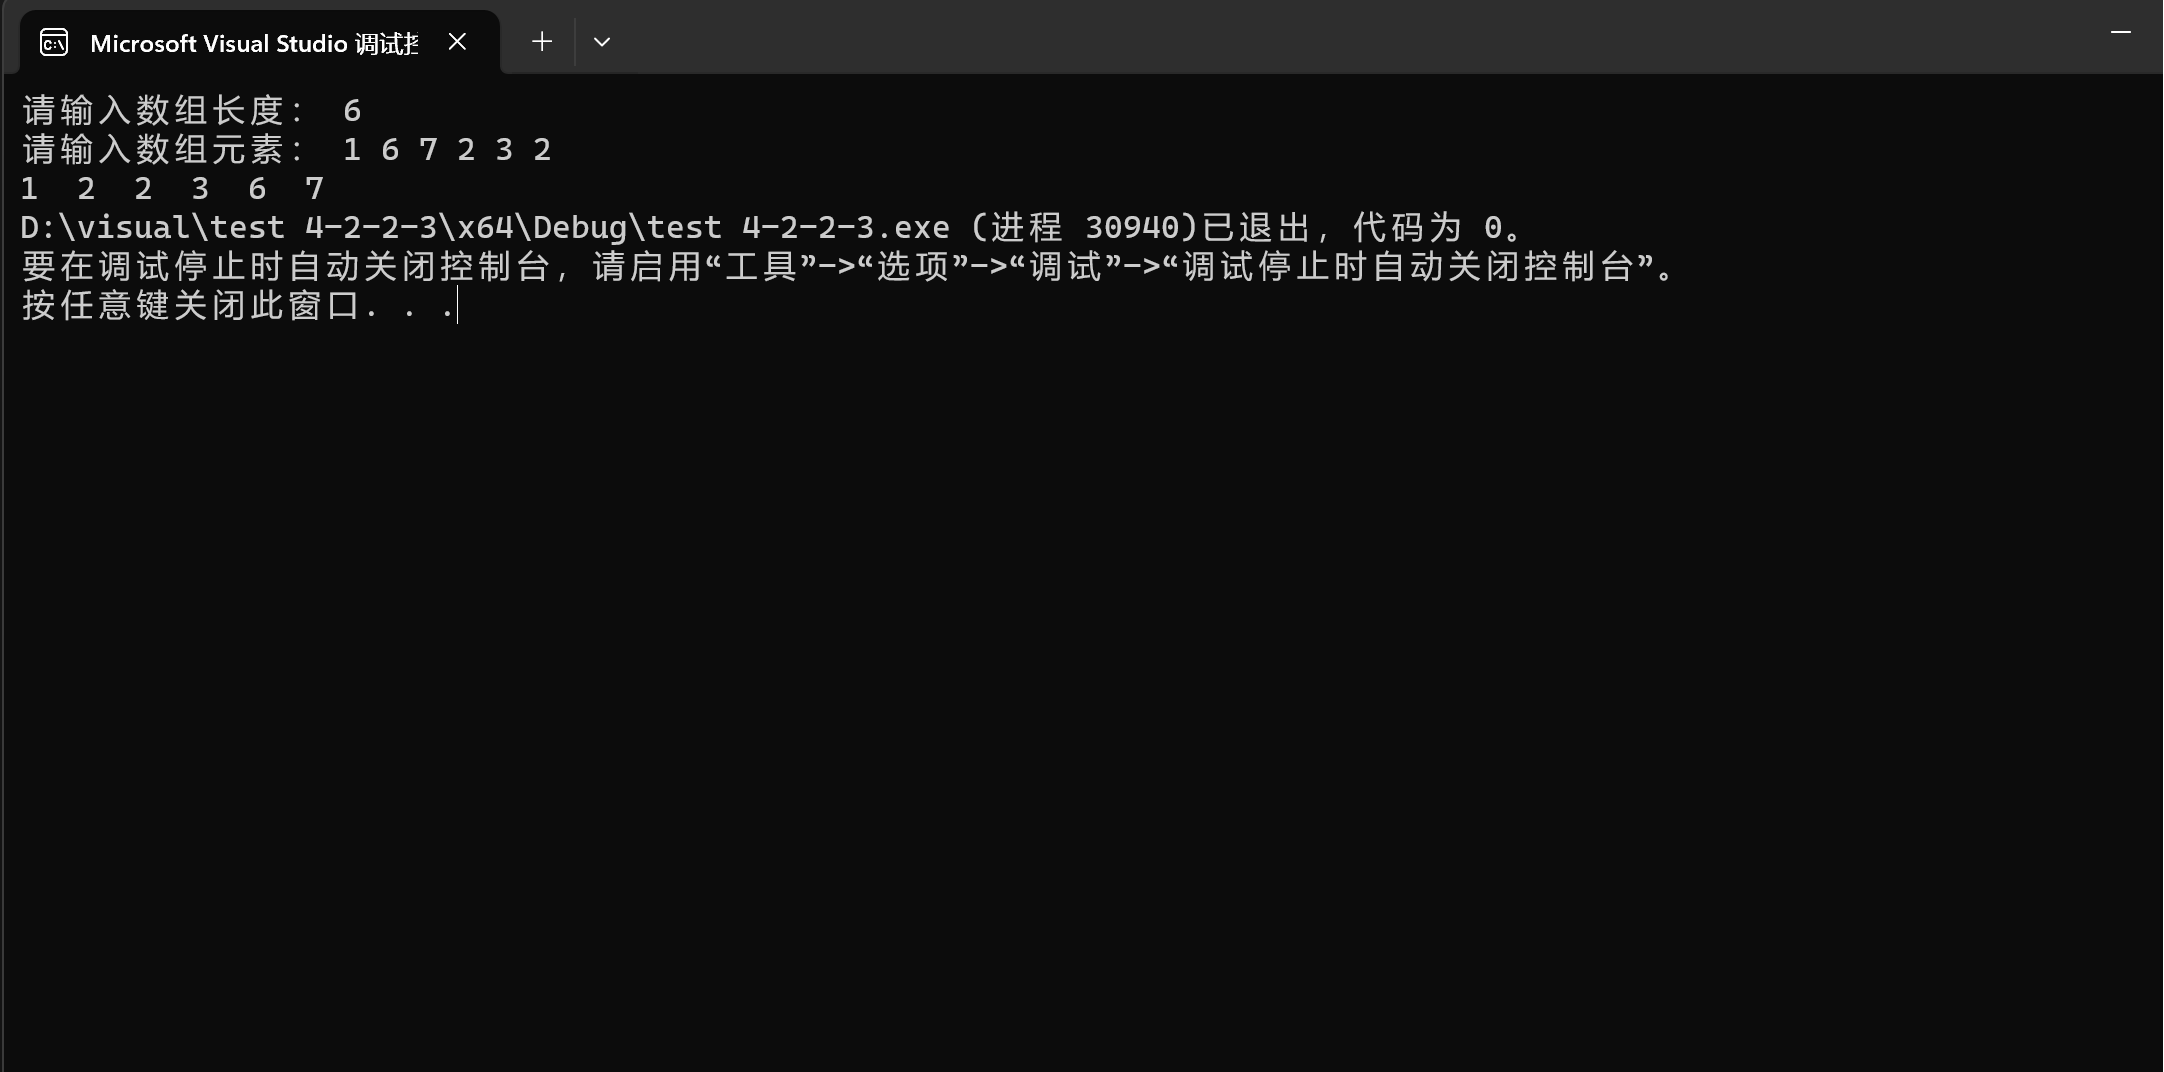 Microsoft Visual Studio 调试控
请输入数组长度： 6
请输入数组元素： 1 6 7 2 3 2
1  2  2  3  6  7
D:\visual\test 4-2-2-3\x64\Debug\test 4-2-2-3.exe (进程 30940)已退出，代码为 0。
要在调试停止时自动关闭控制台，请启用“工具”->“选项”->“调试”->“调试停止时自动关闭控制台”。
按任意键关闭此窗口. . .